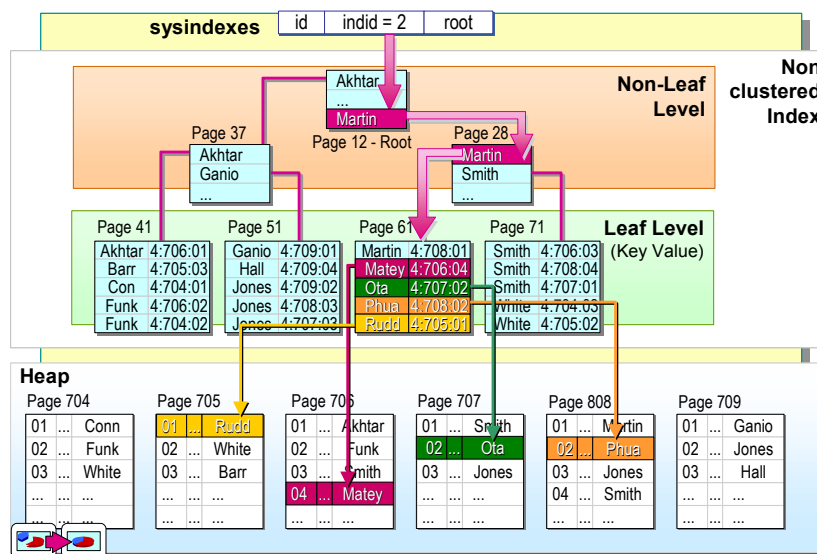 sysindexes
id indid = 2 root
Non clustered Index
Non-Leaf Level
Akhtar
...
Martin
Page 12 - Root
Page 37
Akhtar
Ganio
...
Page 28
Martin
Smith
...
Leaf Level
(Key Value)
Page 41
Akhtar 4:706:01
Barr 4:705:03
Con 4:704:01
Funk 4:706:02
Funk 4:704:02
Page 51
Ganio 4:709:01
Hall 4:709:04
Jones 4:709:02
Jones 4:708:03
Jones 4:707:03
Page 61
Martin 4:708:01
Matey 4:706:04
Ota 4:707:02
Phua 4:708:02
Rudd 4:705:01
Page 71
Smith 4:706:03
Smith 4:708:04
Smith 4:707:01
White 4:704:03
White 4:705:02
Heap
Page 704
01 ... Conn
02 ... Funk
03 ... White
... ... ...
... ... ...
Page 705
01 ... Rudd
02 ... White
03 ... Barr
... ... ...
... ... ...
Page 706
01 ... Akhtar
02 ... Funk
03 ... Smith
04 ... Matey
... ... ...
Page 707
01 ... Smith
02 ... Ota
03 ... Jones
... ... ...
... ... ...
Page 808
01 ... Martin
02 ... Phua
03 ... Jones
04 ... Smith
... ... ...
Page 709
01 ... Ganio
02 ... Jones
03 ... Hall
... ... ...
... ... ...